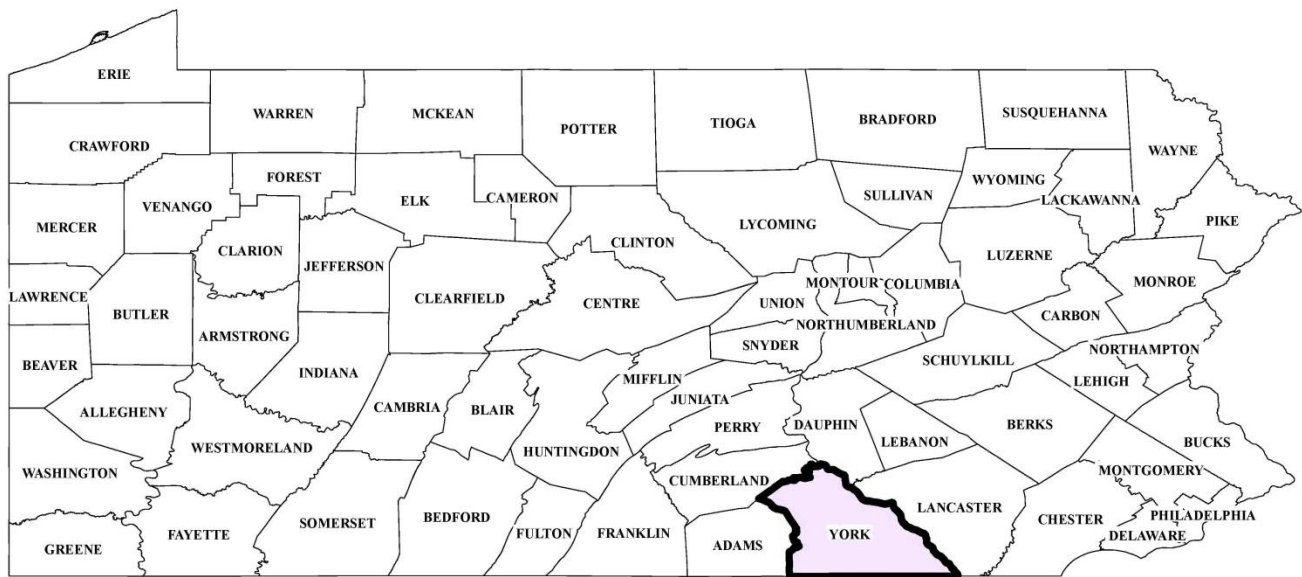 ERIE
WARREN
MCKEAN
POTTER
TIOGA
BRADFORD
SUSQUEHANNA
CRAWFORD
WAYNE
FOREST
WYOMING
VENANGO
ELK
CAMERON
SULLIVAN
LACKAWANNA
MERCER
LYCOMING
PIKE
CLINTON
CLARION
JEFFERSON
LUZERNE
MONTOUR
COLUMBIA
MONROE
LAWRENCE
CLEARFIELD
CENTRE
UNION
BUTLER
CARBON
ARMSTRONG
NORTHUMBERLAND
SNYDER
NORTHAMPTON
BEAVER
SCHUYLKILL
INDIANA
MIFFLIN
LEHIGH
JUNIATA
ALLEGHENY
CAMBRIA
BLAIR
PERRY
DAUPHIN
BERKS
LEBANON
BUCKS
WESTMORELAND
HUNTINGDON
MONTGOMERY
WASHINGTON
CUMBERLAND
LANCASTER
PHILADELPHIA
SOMERSET
BEDFORD
CHESTER
FAYETTE
FULTON
FRANKLIN
YORK
DELAWARE
ADAMS
GREENE